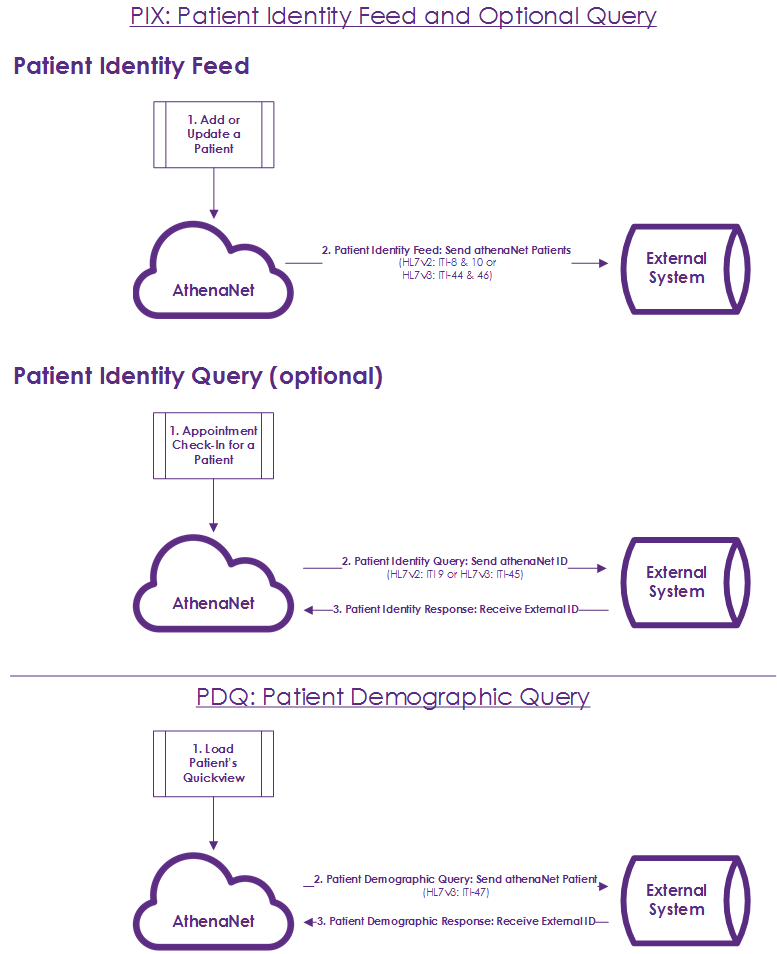 PIX: Patient Identity Feed and Optional Query
Patient Identity Feed
1. Add or
Update a
Patient
2. Patient Identity Feed: Send athenaNet Patients
(HL7v2: ITI-8 & 10 or
HL7v3: ITI-44 & 46)
AthenaNet
External
System
Patient Identity Query (optional)
1. Appointment
Check-In for a
Patient
2. Patient Identity Query: Send athenaNet ID
(HL7v2: ITI 9 or HL7v3: ITI-45)
AthenaNet
External
System
3. Patient Identity Response: Receive External ID
PDQ: Patient Demographic Query
1. Load
Patient's
Quickview
2. Patient Demographic Query: Send athenaNet Patient
(HL7v3: ITI-47)
AthenaNet
External
System
3. Patient Demographic Response: Receive External ID